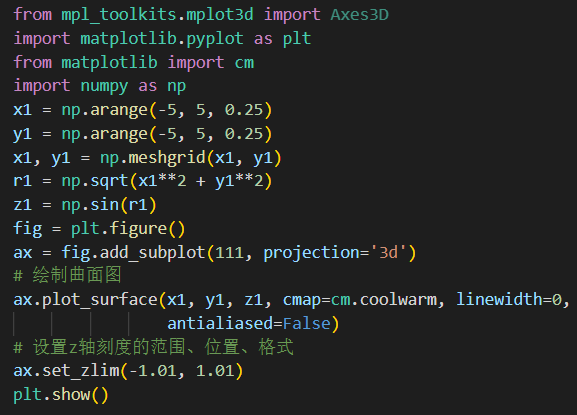 from mpl_toolkits.mplot3d import Axes3D
import matplotlib.pyplot as plt
from matplotlib import cm
import numpy as np
x1 = np.arange(-5, 5, 0.25)
y1 = np.arange(-5, 5, 0.25)
x1, y1 = np.meshgrid(x1, y1)
r1 = np.sqrt(x1**2 + y1**2)
z1 = np.sin(r1)
fig = plt.figure()
ax = fig.add_subplot(111, projection='3d')
# 绘制曲面图
ax.plot_surface(x1, y1, z1, cmap=cm.coolwarm, linewidth=0,
                antialiased=False)
# 设置z轴刻度的范围、位置、格式
ax.set_zlim(-1.01, 1.01)
plt.show()